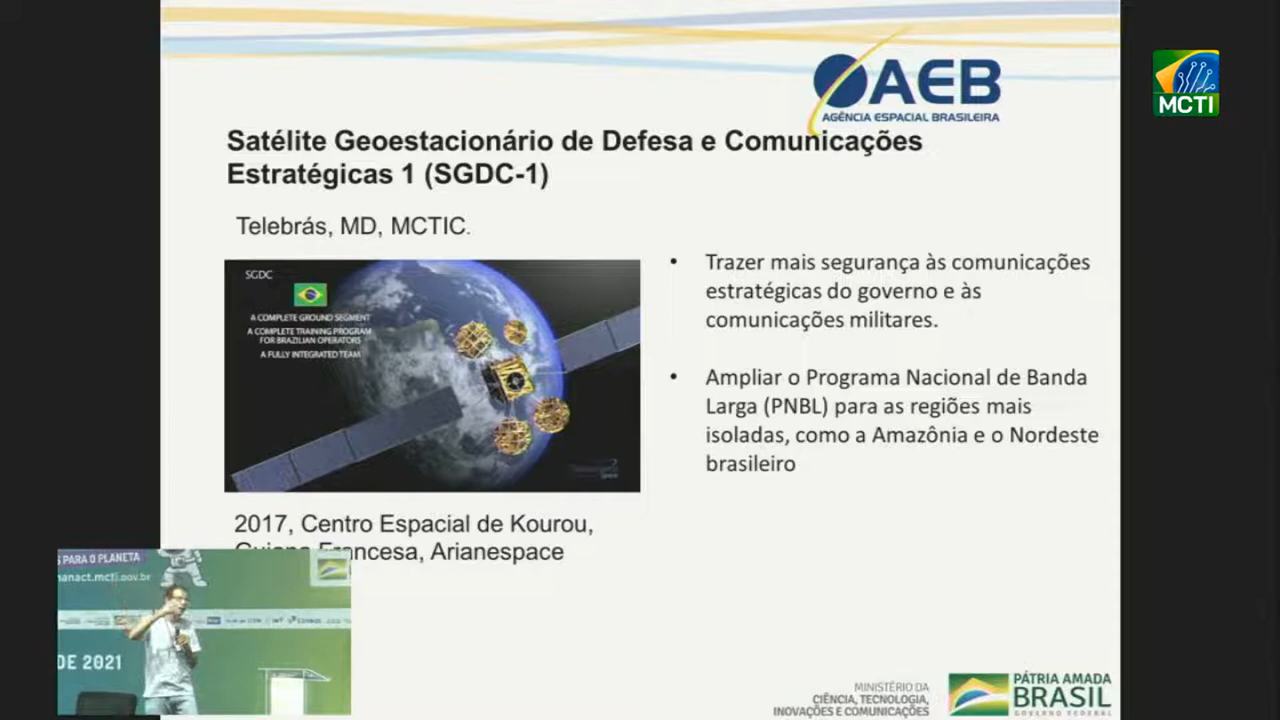 AEB
AGÊNCIA ESPACIAL BRASILEIRA
MCTI
Satélite Geoestacionário de Defesa e Comunicações
Estratégicas 1 (SGDC-1)
Telebrás, MD, MCTIC.
SGDC
A COMPLETE GROUND SEGMENT
A COMPLETE TRAINING PROGRAM
FOR BRAZILIAN OPERATORS
A FULLY INTEGRATED TEAM
• Trazer mais segurança às comunicações
estratégicas do governo e às
comunicações militares.
• Ampliar o Programa Nacional de Banda
Larga (PNBL) para as regiões mais
isoladas, como a Amazônia e o Nordeste
brasileiro
2017, Centro Espacial de Kourou,
Guiana Francesa, Arianespace
S PARA O PLANETA
nanact.mcti.gov.br
DE 2021
MINISTÉRIO DA
CIÊNCIA, TECNOLOGIA,
INOVAÇÕES E COMUNICAÇÕES
PÁTRIA AMADA
BRASIL
GOVERNO FEDERAL